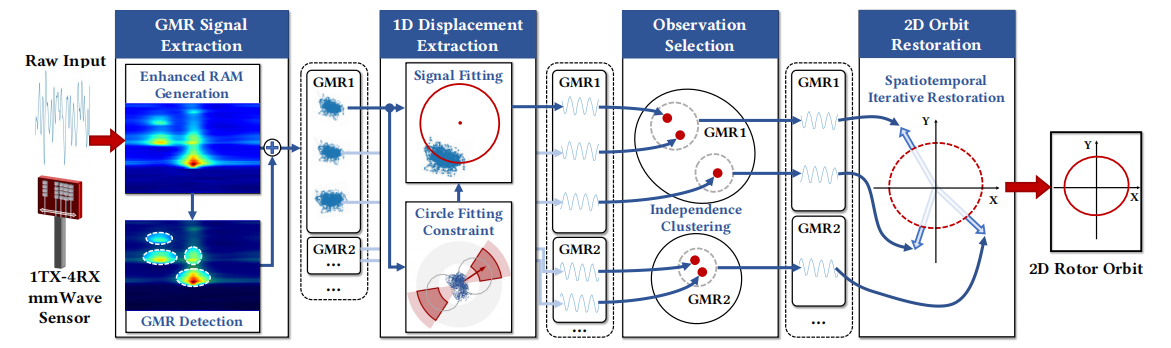 Raw Input
1TX-4RX
mmWave
Sensor
GMR Signal
Extraction
Enhanced RAM
Generation
GMR Detection
GMR1
GMR2
...
...
1D Displacement
Extraction
Signal Fitting
Circle Fitting
Constraint
GMR1
GMR2
...
Observation
Selection
GMR1
Independence
Clustering
GMR2
GMR1
GMR2
...
2D Orbit
Restoration
Spatiotemporal
Iterative Restoration
Y
X
Y
X
2D Rotor Orbit